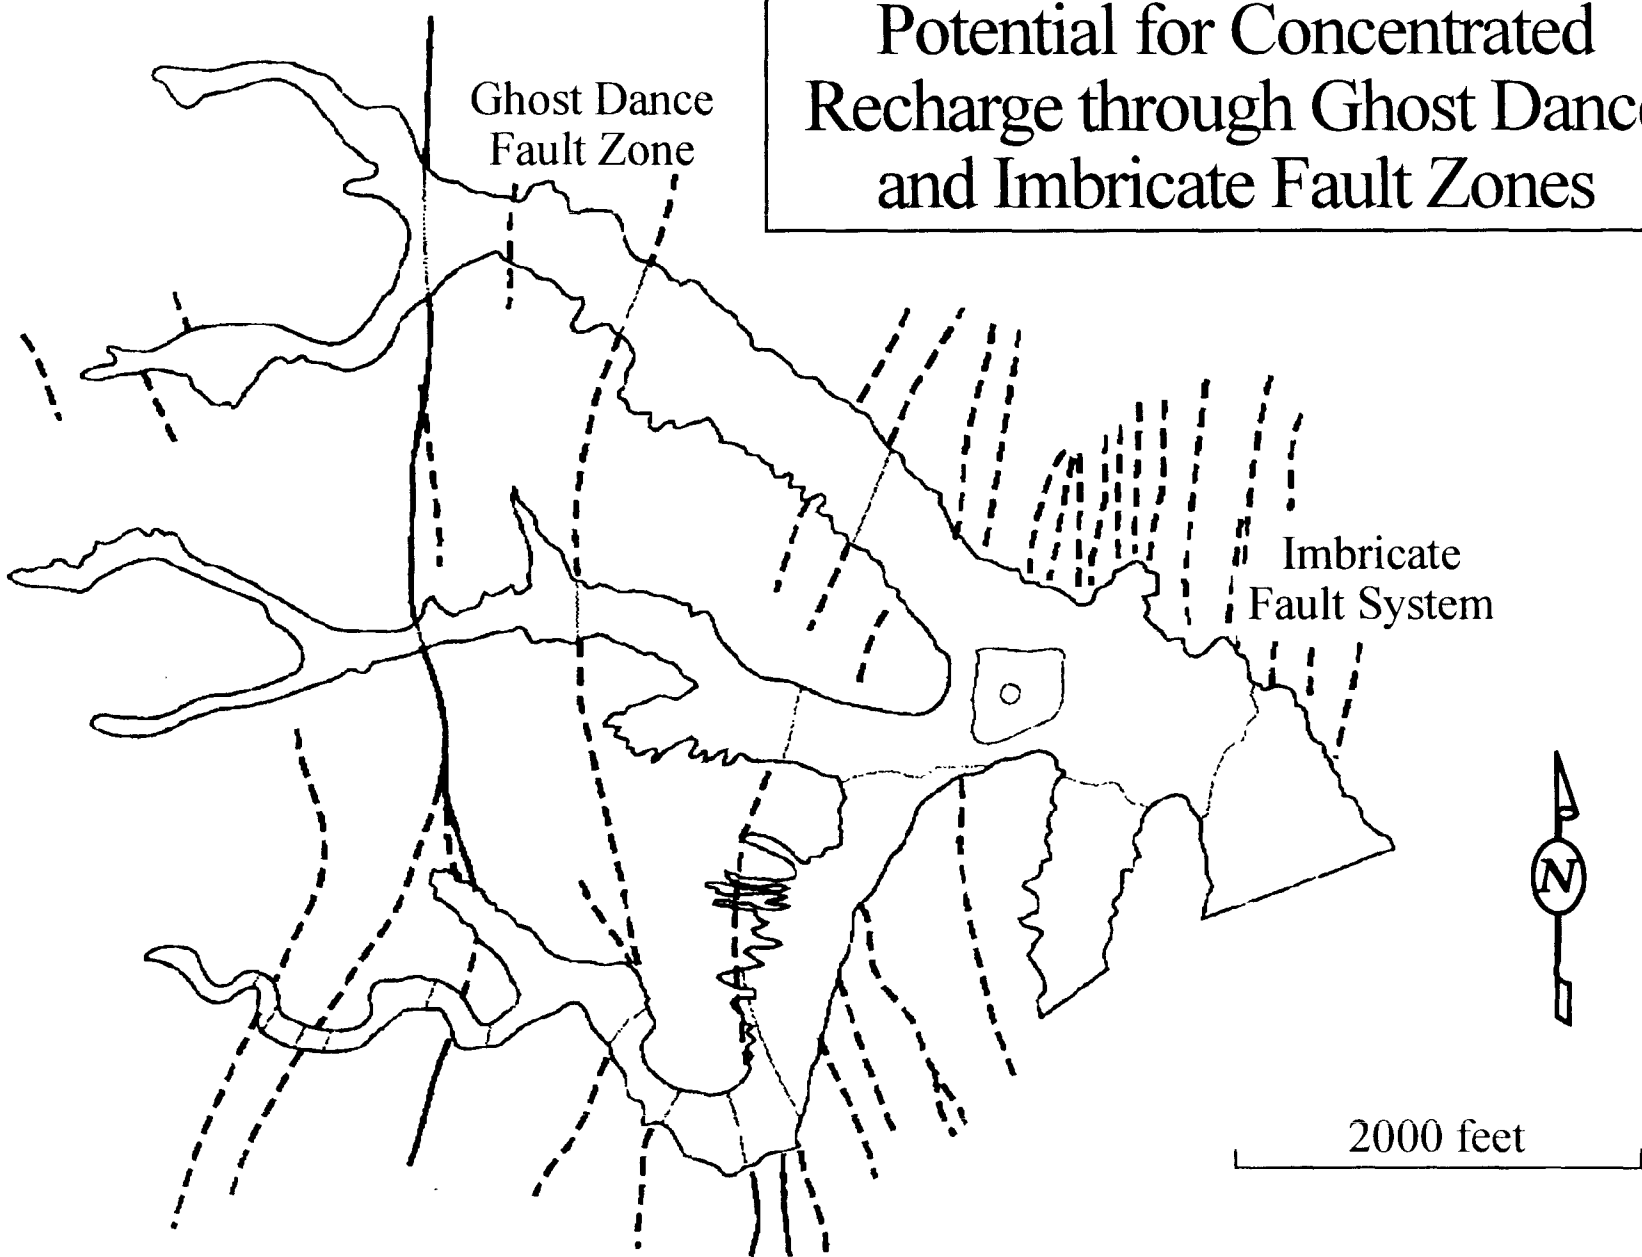 Potential for Concentrated
Recharge through Ghost Dance
and Imbricate Fault Zones
Ghost Dance
Fault Zone
Imbricate
Fault System
N
2000 feet